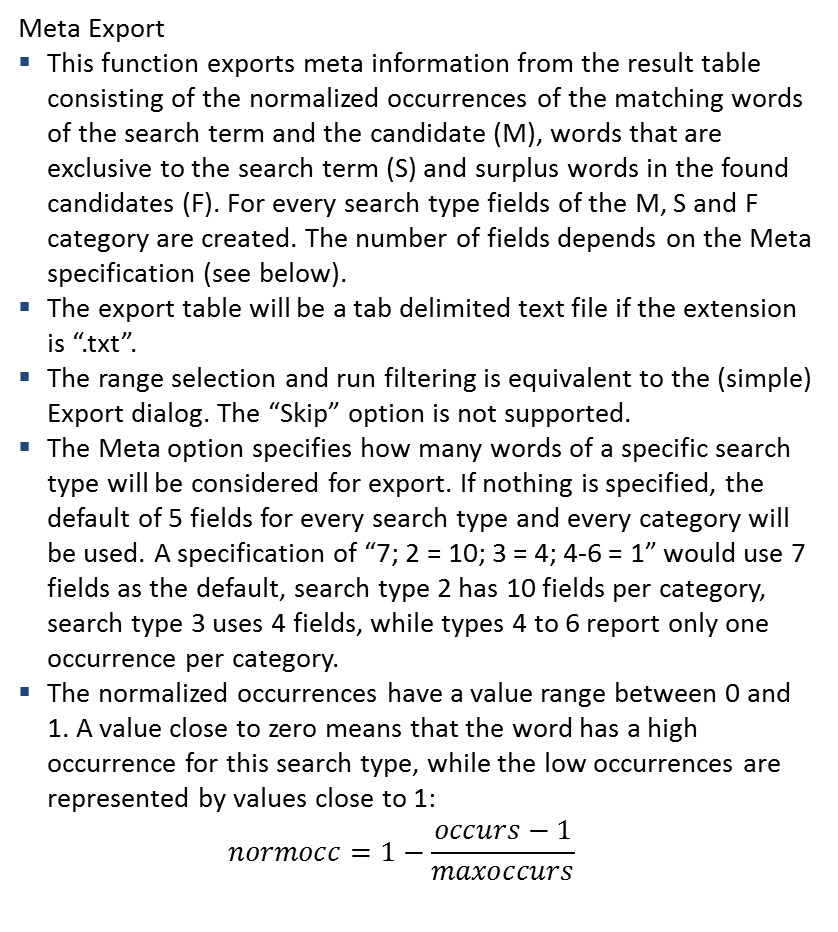 Meta Export
▪ This function exports meta information from the result table
consisting of the normalized occurrences of the matching words
of the search term and the candidate (M), words that are
exclusive to the search term (S) and surplus words in the found
candidates (F). For every search type fields of the M, S and F
category are created. The number of fields depends on the Meta
specification (see below).
▪ The export table will be a tab delimited text file if the extension
is “.txt”.
▪ The range selection and run filtering is equivalent to the (simple)
Export dialog. The “Skip” option is not supported.
▪ The Meta option specifies how many words of a specific search
type will be considered for export. If nothing is specified, the
default of 5 fields for every search type and every category will
be used. A specification of “7; 2 = 10; 3 = 4; 4-6 = 1” would use 7
fields as the default, search type 2 has 10 fields per category,
search type 3 uses 4 fields, while types 4 to 6 report only one
occurrence per category.
▪ The normalized occurrences have a value range between 0 and
1. A value close to zero means that the word has a high
occurrence for this search type, while the low occurrences are
represented by values close to 1:
occurs − 1
normocc = 1 −
maxoccurs